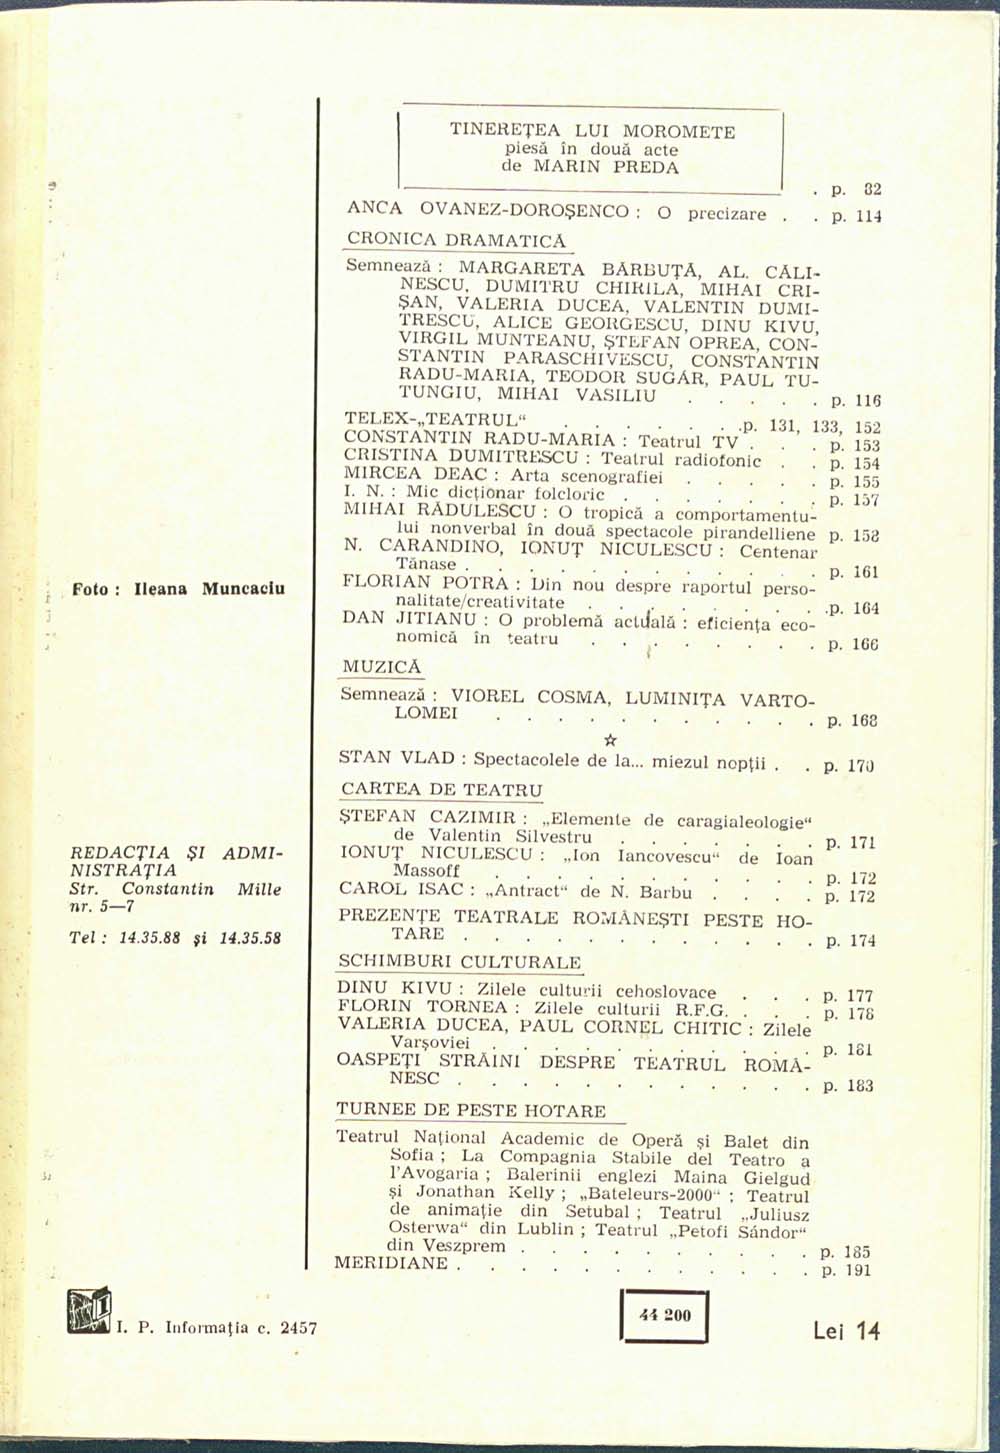 TINEREȚEA LUI MOROMETE
piesă în două acte
de MARIN PREDA
. p. 82
ANCA OVANEZ-DOROȘENCO : O precizare . . p. 114
CRONICA DRAMATICĂ
Semnează : MARGARETA BĂRBUȚĂ, AL. CĂLI-
NESCU, DUMITRU CHIRILĂ, MIHAI CRI-
ȘAN, VALERIA DUCEA, VALENTIN DUMI-
TRESCU, ALICE GEORGESCU, DINU KIVU,
VIRGIL MUNTEANU, ȘTEFAN OPREA, CON-
STANTIN PARASCHIVESCU, CONSTANTIN
RADU-MARIA, TEODOR SUGÁR, PAUL TU-
TUNGIU, MIHAI VASILIU . . . . . p. 116
TELEX-„TEATRUL“ . . . . . . .p. 131, 133, 152
CONSTANTIN RADU-MARIA : Teatrul TV . . . p. 153
CRISTINA DUMITRESCU : Teatrul radiofonic . . p. 154
MIRCEA DEAC : Arta scenografiei . . . . . p. 155
I. N. : Mic dicționar folcloric . . . . . . . p. 157
MIHAI RĂDULESCU : O tropică a comportamentu-
lui nonverbal în două spectacole pirandelliene p. 158
N. CARANDINO, IONUȚ NICULESCU : Centenar
Tănase . . . . . . . . . . . . p. 161
FLORIAN POTRA : Din nou despre raportul perso-
nalitate/creativitate . . . . . . . . .p. 164
DAN JITIANU : O problemă actuală : eficiența eco-
nomică în teatru . . . . . . . . p. 166
MUZICĂ
Semnează : VIOREL COSMA, LUMINIȚA VARTO-
LOMEI . . . . . . . . . . . p. 168
☆
STAN VLAD : Spectacolele de la... miezul nopții . . p. 170
CARTEA DE TEATRU
ȘTEFAN CAZIMIR : „Elemente de caragialeologie“
de Valentin Silvestru . . . . . . . p. 171
IONUȚ NICULESCU : „Ion Iancovescu“ de Ioan
Massoff . . . . . . . . . . . p. 172
CAROL ISAC : „Antract“ de N. Barbu . . . . p. 172
PREZENȚE TEATRALE ROMÂNEȘTI PESTE HO-
TARE . . . . . . . . . . . . p. 174
SCHIMBURI CULTURALE
DINU KIVU : Zilele culturii cehoslovace . . . p. 177
FLORIN TORNEA : Zilele culturii R.F.G. . . . p. 178
VALERIA DUCEA, PAUL CORNEL CHITIC : Zilele
Varșoviei . . . . . . . . . . . p. 181
OASPEȚI STRĂINI DESPRE TEATRUL ROMÂ-
NESC . . . . . . . . . . . . p. 183
TURNEE DE PESTE HOTARE
Teatrul Național Academic de Operă și Balet din
Sofia ; La Compagnia Stabile del Teatro a
l'Avogaria ; Balerinii englezi Maina Gielgud
și Jonathan Kelly ; „Bateleurs-2000“ ; Teatrul
de animație din Setubal ; Teatrul „Juliusz
Osterwa“ din Lublin ; Teatrul „Petofi Sándor“
din Veszprem . . . . . . . . . . p. 185
MERIDIANE . . . . . . . . . . . . p. 191
Foto : Ileana Muncaciu
REDACȚIA ȘI ADMI-
NISTRAȚIA
Str. Constantin Mille
nr. 5—7
Tel : 14.35.88 și 14.35.58
I. P. Informația c. 2457
44 200
Lei 14